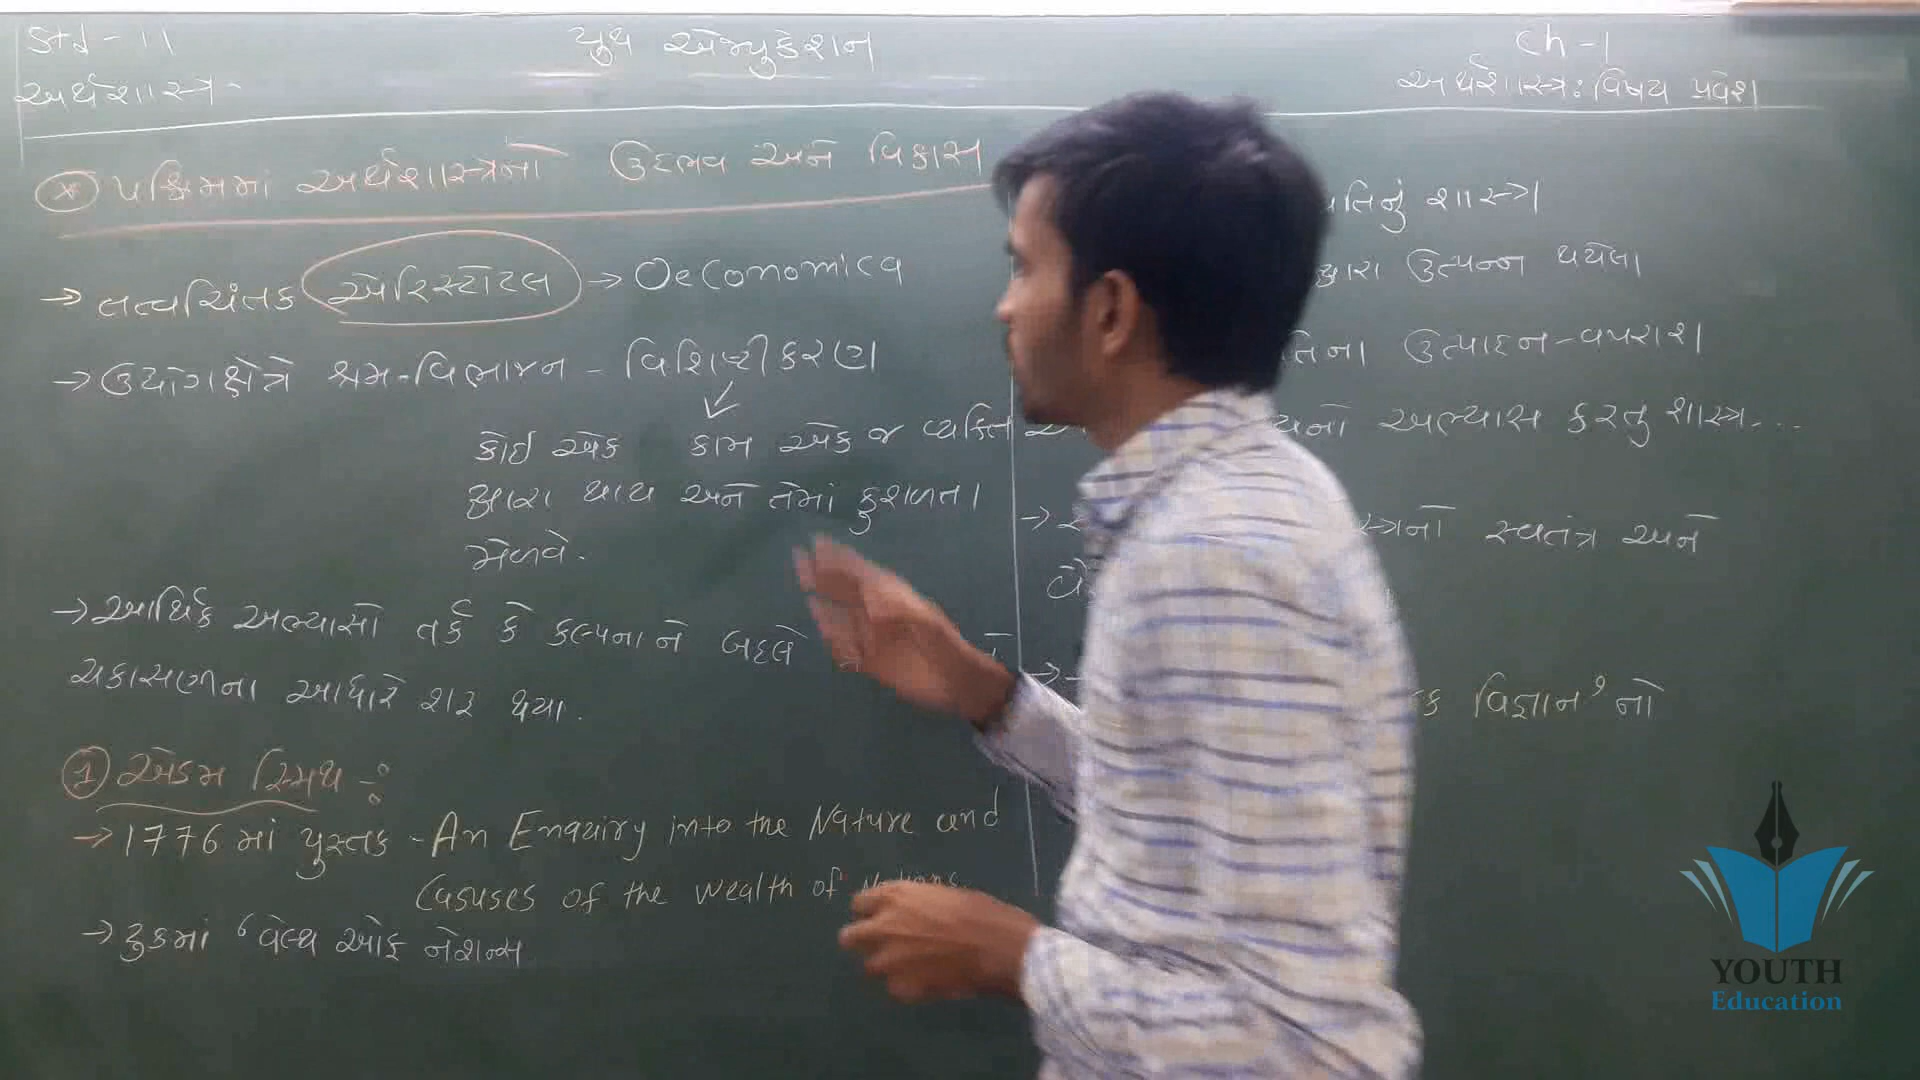 Std - 11
યુથ એજ્યુકેશન
Ch - 1
અર્થશાસ્ત્ર
અર્થશાસ્ત્ર : વિષય પ્રવેશ
* પશ્ચિમમાં અર્થશાસ્ત્રનો ઉદ્ભવ અને વિકાસ
→ તત્વચિંતક એરિસ્ટોટલ → Oeconomica
→ ઉદ્યોગક્ષેત્રે શ્રમ-વિભાજન - વિશિષ્ટીકરણ
કોઈ એક કામ એક જ વ્યક્તિ
દ્વારા થાય અને તેમાં કુશળતા
મેળવે.
→ આર્થિક અભ્યાસો તર્ક કે કલ્પનાને બદલે
ચકાસણીના આધારે શરૂ થયા.
① એડમ સ્મિથ :-
→ 1776 માં પુસ્તક - An Enquiry into the Nature and
Casuses of the wealth of Nations
→ ટુકમાં ‘વેલ્થ ઓફ નેશન્સ
શાસ્ત્ર
દ્વારા ઉત્પન્ન થયેલા
ઉત્પાદન - વપરાશ
અભ્યાસ કરતુ શાસ્ત્ર...
→
સ્વતંત્ર અને
→
વિજ્ઞાન’ નો
YOUTH
Education